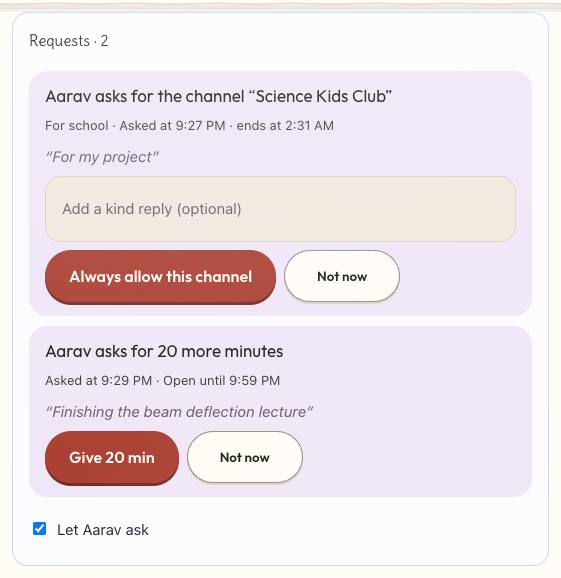 Requests · 2
Aarav asks for the channel “Science Kids Club”
For school · Asked at 9:27 PM · ends at 2:31 AM
“For my project”
Add a kind reply (optional)
Always allow this channel
Not now
Aarav asks for 20 more minutes
Asked at 9:29 PM · Open until 9:59 PM
“Finishing the beam deflection lecture”
Give 20 min
Not now
Let Aarav ask